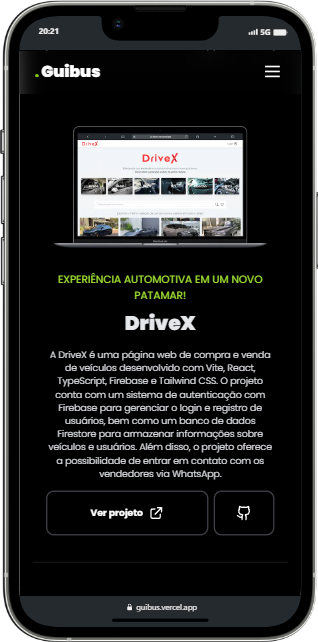 20:21
5G
.Guibus
DriveX
DriveX
EXPERIÊNCIA AUTOMOTIVA EM UM NOVO
PATAMAR!
DriveX
A DriveX é uma página web de compra e venda
de veículos desenvolvido com Vite, React,
TypeScript, Firebase e Tailwind CSS. O projeto
conta com um sistema de autenticação com
Firebase para gerenciar o login e registro de
usuários, bem como um banco de dados
Firestore para armazenar informações sobre
veículos e usuários. Além disso, o projeto oferece
a possibilidade de entrar em contato com os
vendedores via WhatsApp.
Ver projeto
guibus.vercel.app